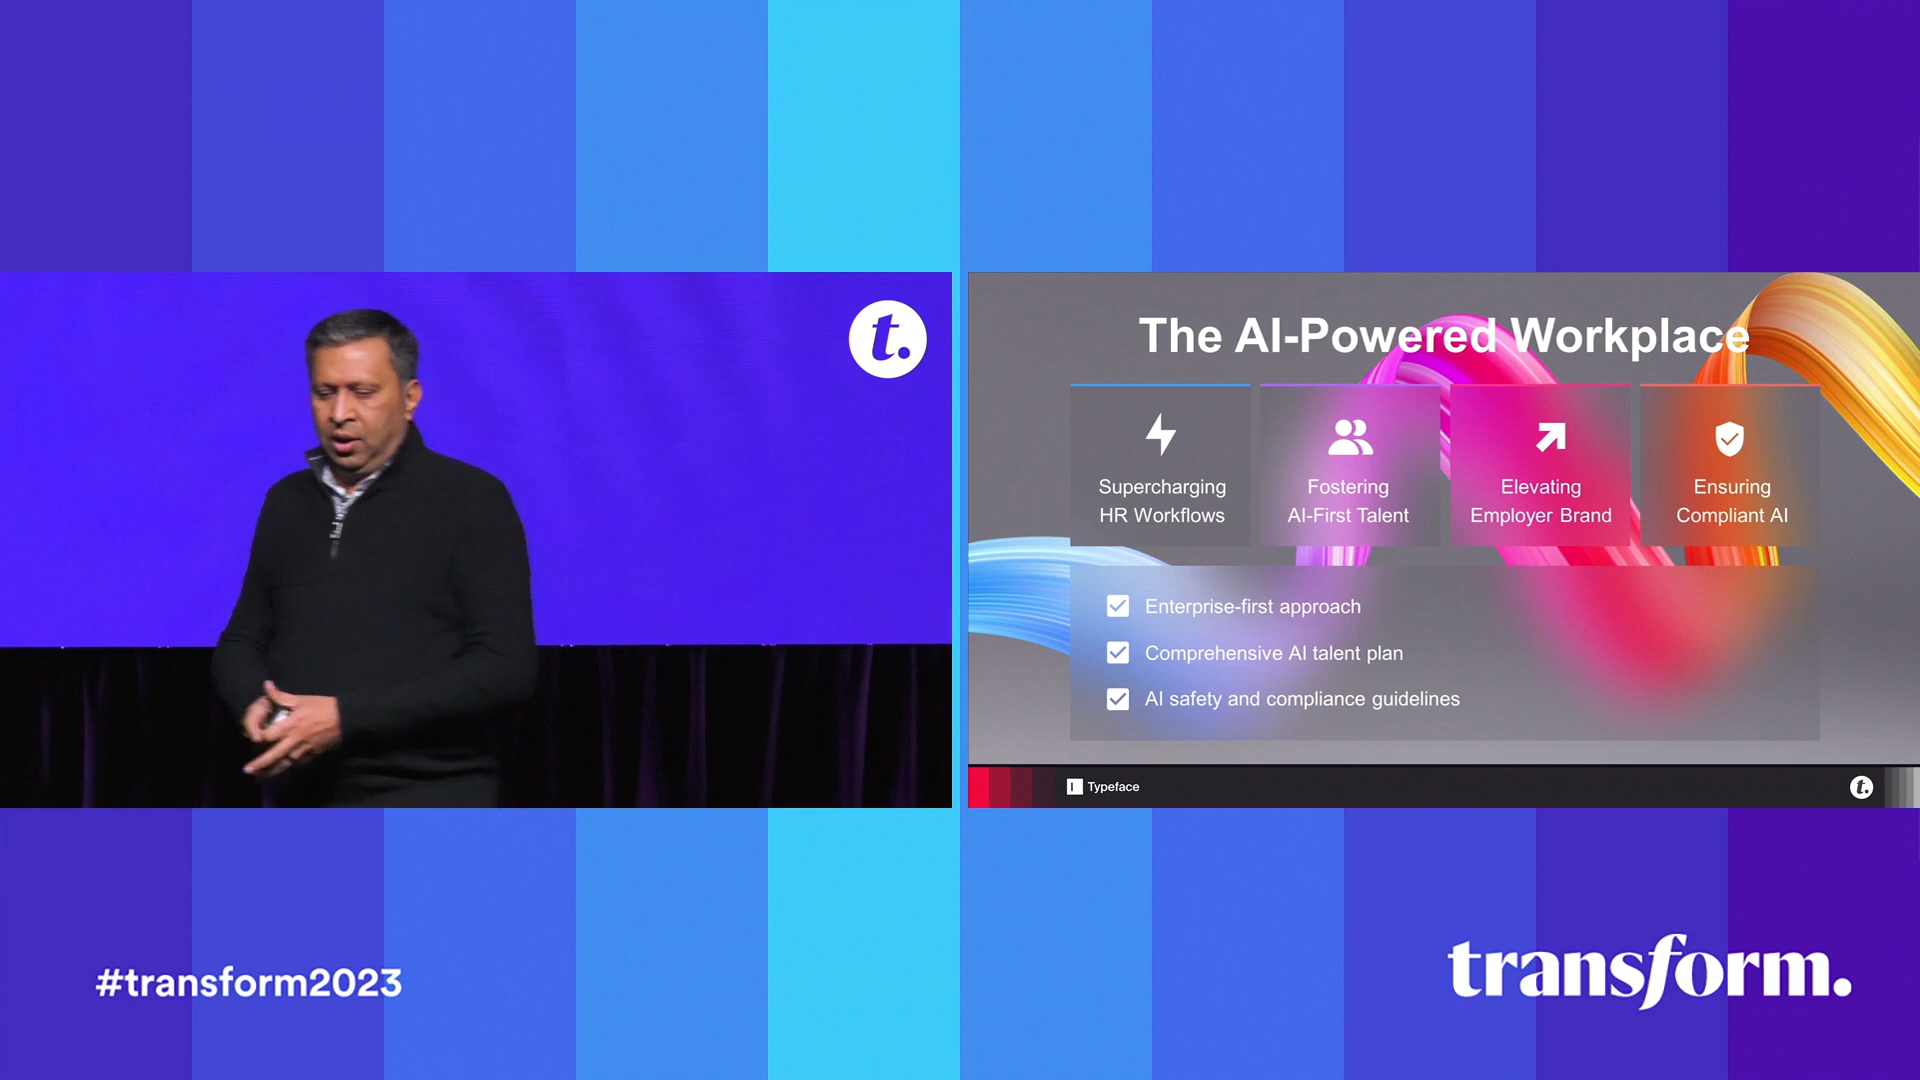 t.
The AI-Powered Workplace
Supercharging
HR Workflows
Fostering
AI-First Talent
Elevating
Employer Brand
Ensuring
Compliant AI
Enterprise-first approach
Comprehensive AI talent plan
AI safety and compliance guidelines
Typeface
t.
#transform2023
transform.